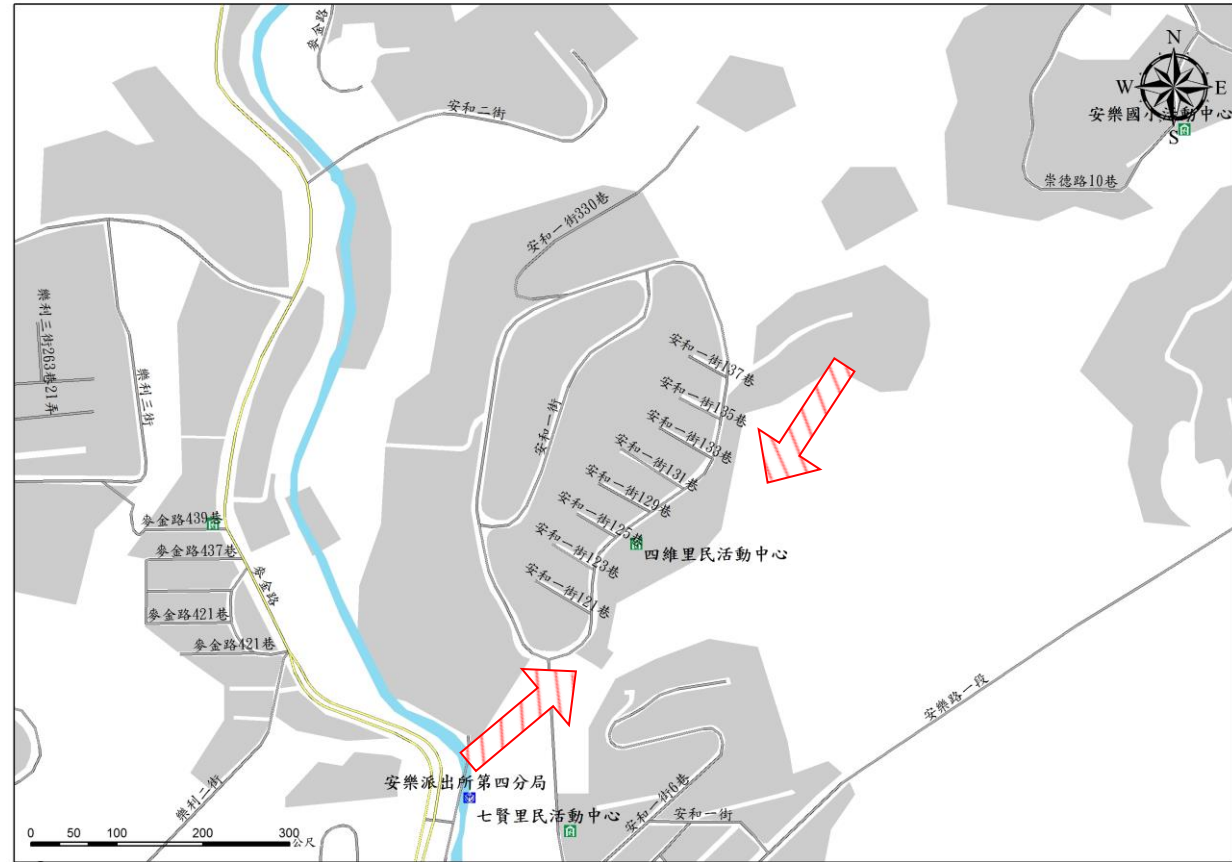 麥金路
安和二街
N
W
E
S
安樂國小活動中心
崇德路10巷
安和一街330巷
樂利三街263巷21弄
樂利三街
安和一街
安和一街137巷
安和一街135巷
安和一街133巷
安和一街131巷
安和一街129巷
安和一街125巷
安和一街123巷
安和一街121巷
四維里民活動中心
麥金路439巷
麥金路437巷
麥金路
麥金路421巷
麥金路421巷
安樂路一段
樂利二街
安樂派出所第四分局
七賢里民活動中心
安和一街6巷
安和一街
0 50 100 200 300
公尺